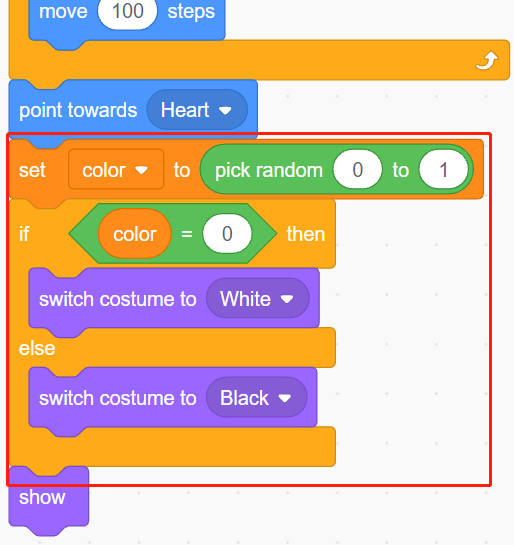 move 100 steps
point towards Heart
set color to pick random 0 to 1
if color = 0 then
switch costume to White
else
switch costume to Black
show